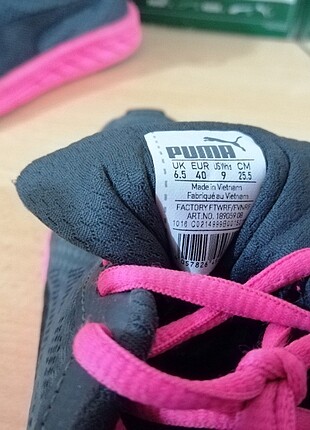 PUMA
UK EUR US Wns CM
6.5 40 9 25.5
Made in Vietnam
Fabriqué au Vietnam
FACTORY
ART.NO. 189059 08